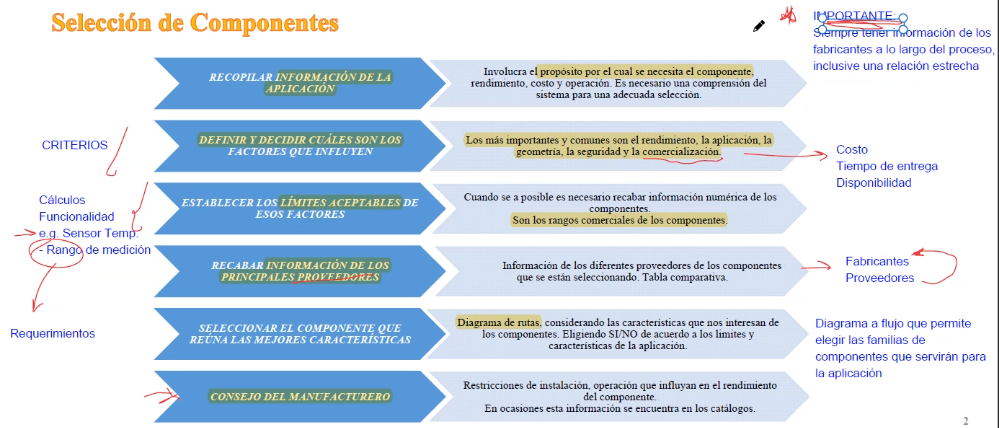 Selección de Componentes
IMPORTANTE
Siempre tener información de los
fabricantes a lo largo del proceso,
inclusive una relación estrecha
RECOPILAR INFORMACIÓN DE LA
APLICACIÓN
Involucra el propósito por el cual se necesita el componente,
rendimiento, costo y operación. Es necesario una comprensión del
sistema para una adecuada selección.
CRITERIOS
DEFINIR Y DECIDIR CUÁLES SON LOS
FACTORES QUE INFLUYEN
Los más importantes y comunes son el rendimiento, la aplicación, la
geometría, la seguridad y la comercialización.
Costo
Tiempo de entrega
Disponibilidad
Cálculos
Funcionalidad
e.g. Sensor Temp.
- Rango de medición
ESTABLECER LOS LÍMITES ACEPTABLES DE
ESOS FACTORES
Cuando se a posible es necesario recabar información numérica de los
componentes.
Son los rangos comerciales de los componentes.
RECABAR INFORMACIÓN DE LOS
PRINCIPALES PROVEEDORES
Información de los diferentes proveedores de los componentes
que se están seleccionando. Tabla comparativa.
Fabricantes
Proveedores
Requerimientos
SELECCIONAR EL COMPONENTE QUE
REÚNA LAS MEJORES CARACTERÍSTICAS
Diagrama de rutas, considerando las características que nos interesan de
los componentes. Eligiendo SI/NO de acuerdo a los límites y
características de la aplicación.
Diagrama a flujo que permite
elegir las familias de
componentes que servirán para
la aplicación
CONSEJO DEL MANUFACTURERO
Restricciones de instalación, operación que influyan en el rendimiento
del componente.
En ocasiones esta información se encuentra en los catálogos.
2